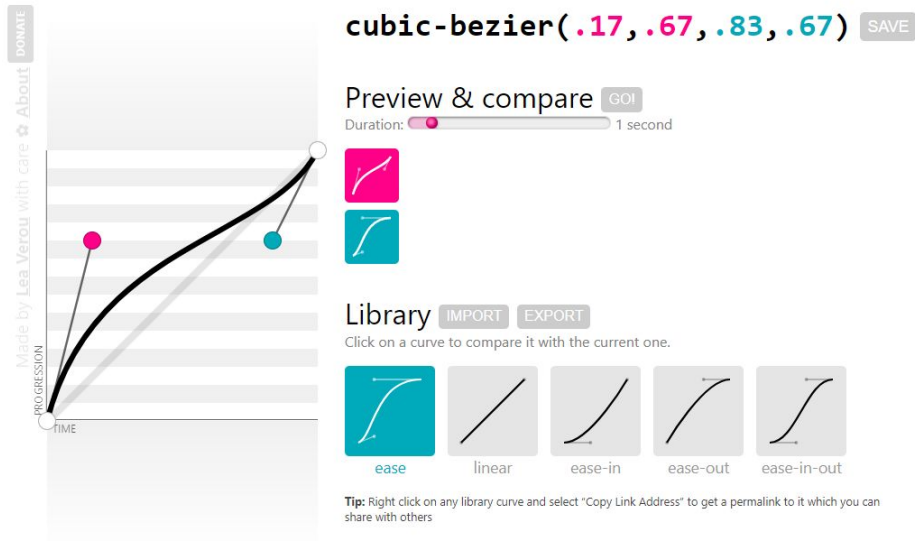 DONATE
Made by Lea Verou with care ✿ About
cubic-bezier(.17,.67,.83,.67) SAVE
Preview & compare GO!
Duration: 1 second
PROGRESSION
TIME
Library IMPORT EXPORT
Click on a curve to compare it with the current one.
ease linear ease-in ease-out ease-in-out
Tip: Right click on any library curve and select “Copy Link Address” to get a permalink to it which you can
share with others